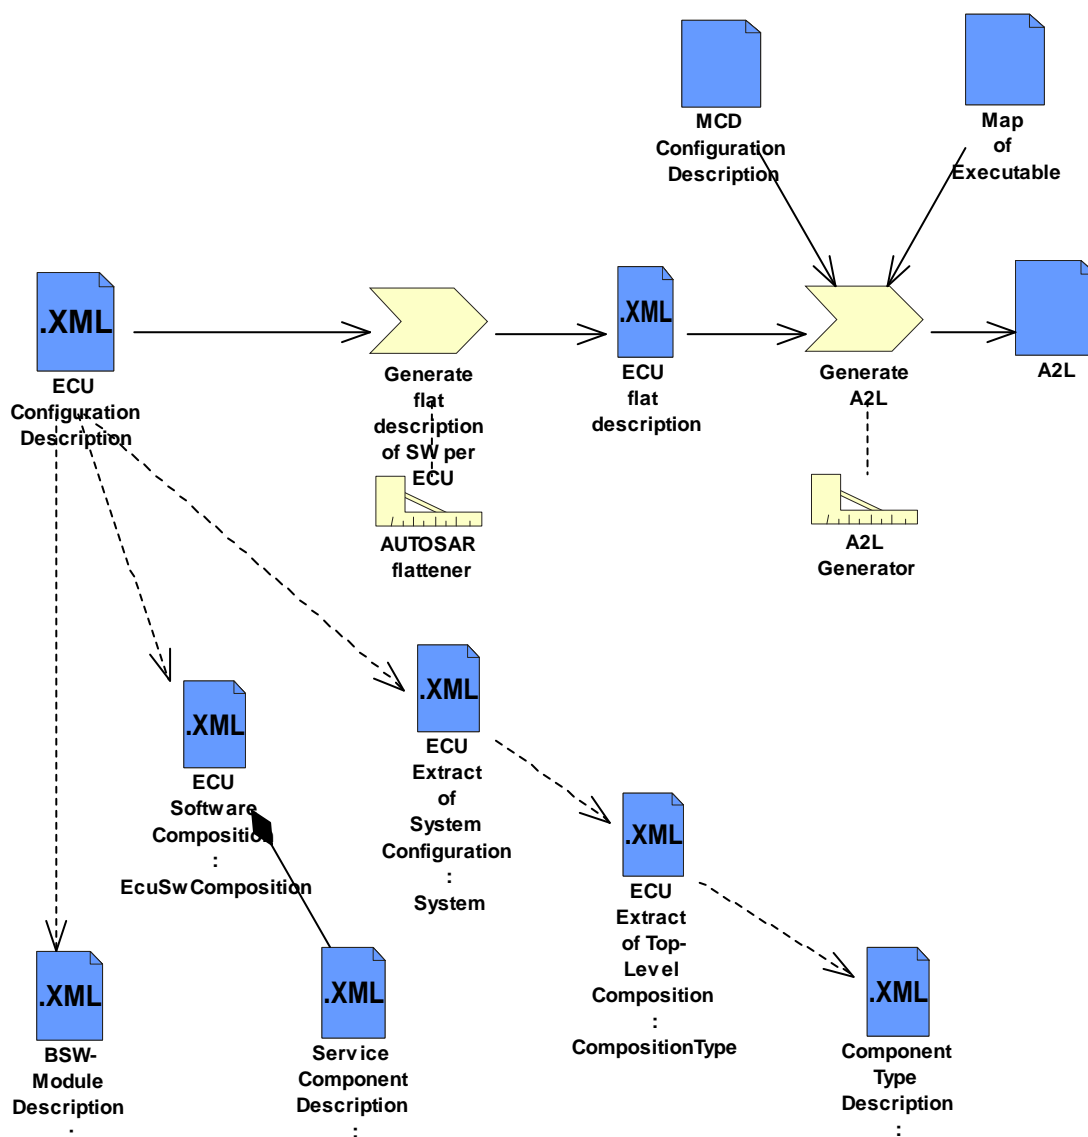 MCD
Configuration
Description
Map
of
Executable
.XML
ECU
Configuration
Description
Generate
flat
description
of SW per
ECU
.XML
ECU
flat
description
Generate
A2L
A2L
AUTOSAR
flattener
A2L
Generator
.XML
ECU
Software
Composition
:
EcuSwComposition
.XML
ECU
Extract
of
System
Configuration
:
System
.XML
ECU
Extract
of Top-
Level
Composition
:
CompositionType
.XML
BSW-
Module
Description
:
.XML
Service
Component
Description
:
.XML
Component
Type
Description
: